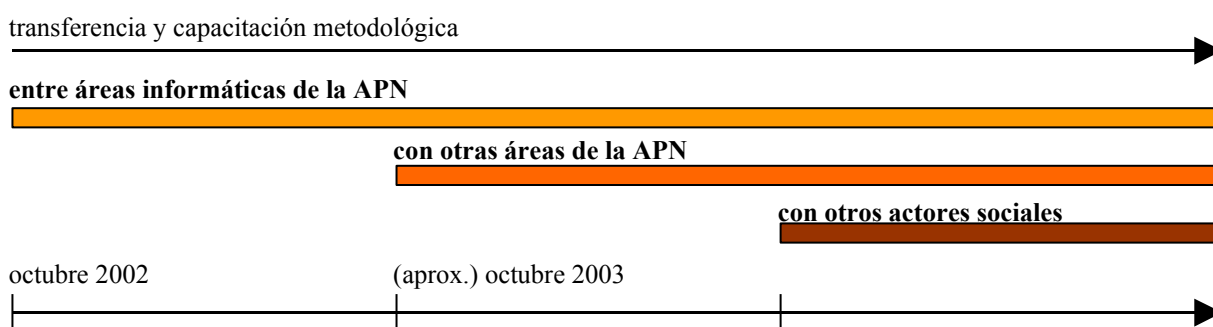 transferencia y capacitación metodológica
entre áreas informáticas de la APN
con otras áreas de la APN
con otros actores sociales
octubre 2002
(aprox.) octubre 2003